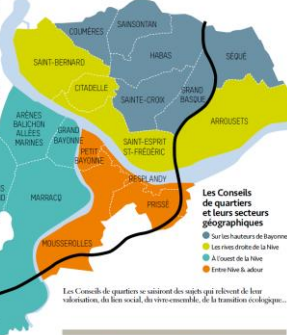 SAINSONTAN
COUMÈRES
HABAS
SÉQUÉ
SAINT-BERNARD
CITADELLE
SAINTE-CROIX
GRAND
BASQUE
ARROUSETS
ARÈNES
BALICHON
ALLÉES
MARINES
GRAND
BAYONNE
SAINT-ESPRIT
ST-FRÉDÉRIC
PETIT
BAYONNE
RESPLANDY
MARRACQ
PRISSÉ
MOUSSEROLLES
Les Conseils
de quartiers
et leurs secteurs
géographiques
Sur les hauteurs de Bayonne
Les rives droite de la Nive
À l'ouest de la Nive
Entre Nive & adour
Les Conseils de quartiers se saisiront des sujets qui relèvent de leur
valorisation, du lien social, du vivre-ensemble, de la transition écologique...